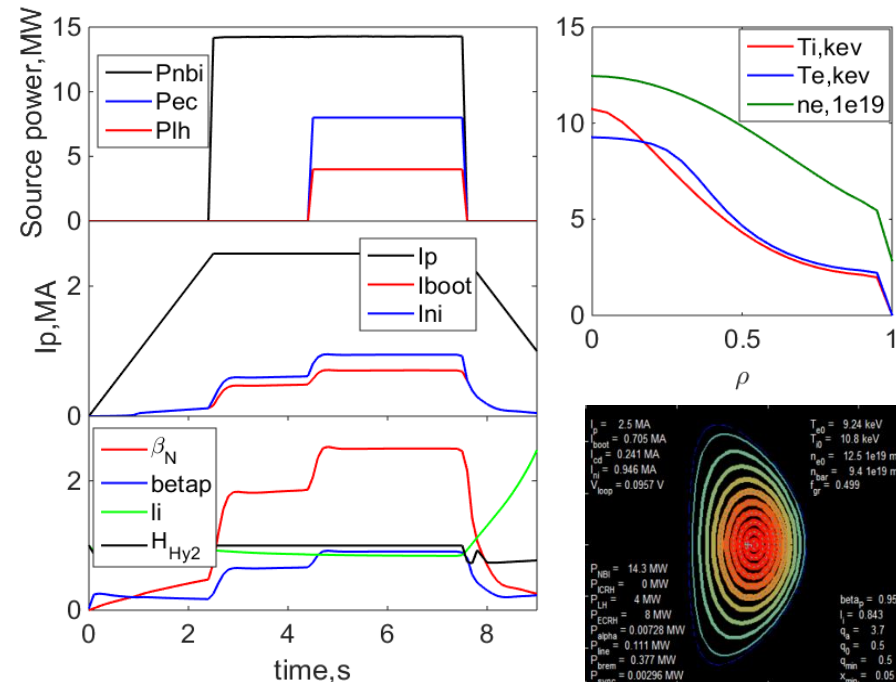 Source power,MW
15
10
5
0
Pnbi
Pec
Plh
Ip,MA
2
0
Ip
Iboot
Ini
2
0
β_N
betap
li
H_Hy2
0
2
4
6
8
time,s
15
10
5
0
Ti,kev
Te,kev
ne,1e19
0
0.5
1
ρ
I_p = 2.5 MA
I_boot = 0.705 MA
I_cd = 0.241 MA
I_ni = 0.946 MA
V_loop = 0.0957 V
T_e0 = 9.24 keV
T_i0 = 10.8 keV
n_e0 = 12.5 1e19 m
n_bar = 9.4 1e19 m
f_gr = 0.499
P_NBI = 14.3 MW
P_ICRH = 0 MW
P_LH = 4 MW
P_ECRH = 8 MW
P_alpha = 0.00728 MW
P_line = 0.111 MW
P_brem = 0.377 MW
P_sync = 0.00296 MW
beta_p = 0.95
l_i = 0.843
q_a = 3.7
q_0 = 0.5
q_min = 0.5
x_min = 0.05